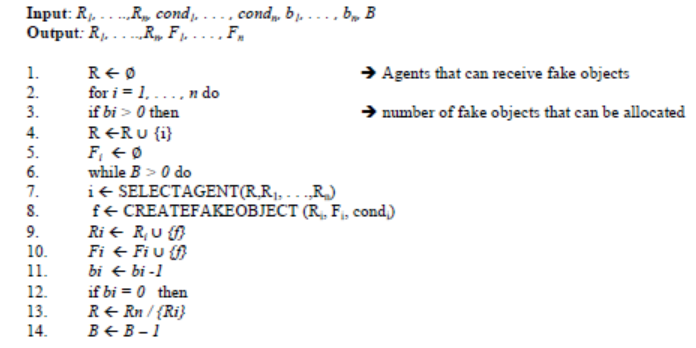 Input: R₁, . . . ., Rₙ, cond₁, . . . , condₙ, b₁, . . . , bₙ, B
Output: R₁, . . . ., Rₙ, F₁, . . . , Fₙ
1. R ← Ø ➔ Agents that can receive fake objects
2. for i = 1, . . . , n do
3. if bi > 0 then ➔ number of fake objects that can be allocated
4. R ←R ∪ {i}
5. Fᵢ ← Ø
6. while B > 0 do
7. i ← SELECTAGENT(R,R₁, . . .,Rₙ)
8. f ← CREATEFAKEOBJECT (Rᵢ, Fᵢ, condᵢ)
9. Ri ← Rᵢ ∪ {f}
10. Fi ← Fi ∪ {f}
11. bi ← bi -1
12. if bi = 0 then
13. R ← Rn / {Ri}
14. B ← B – 1